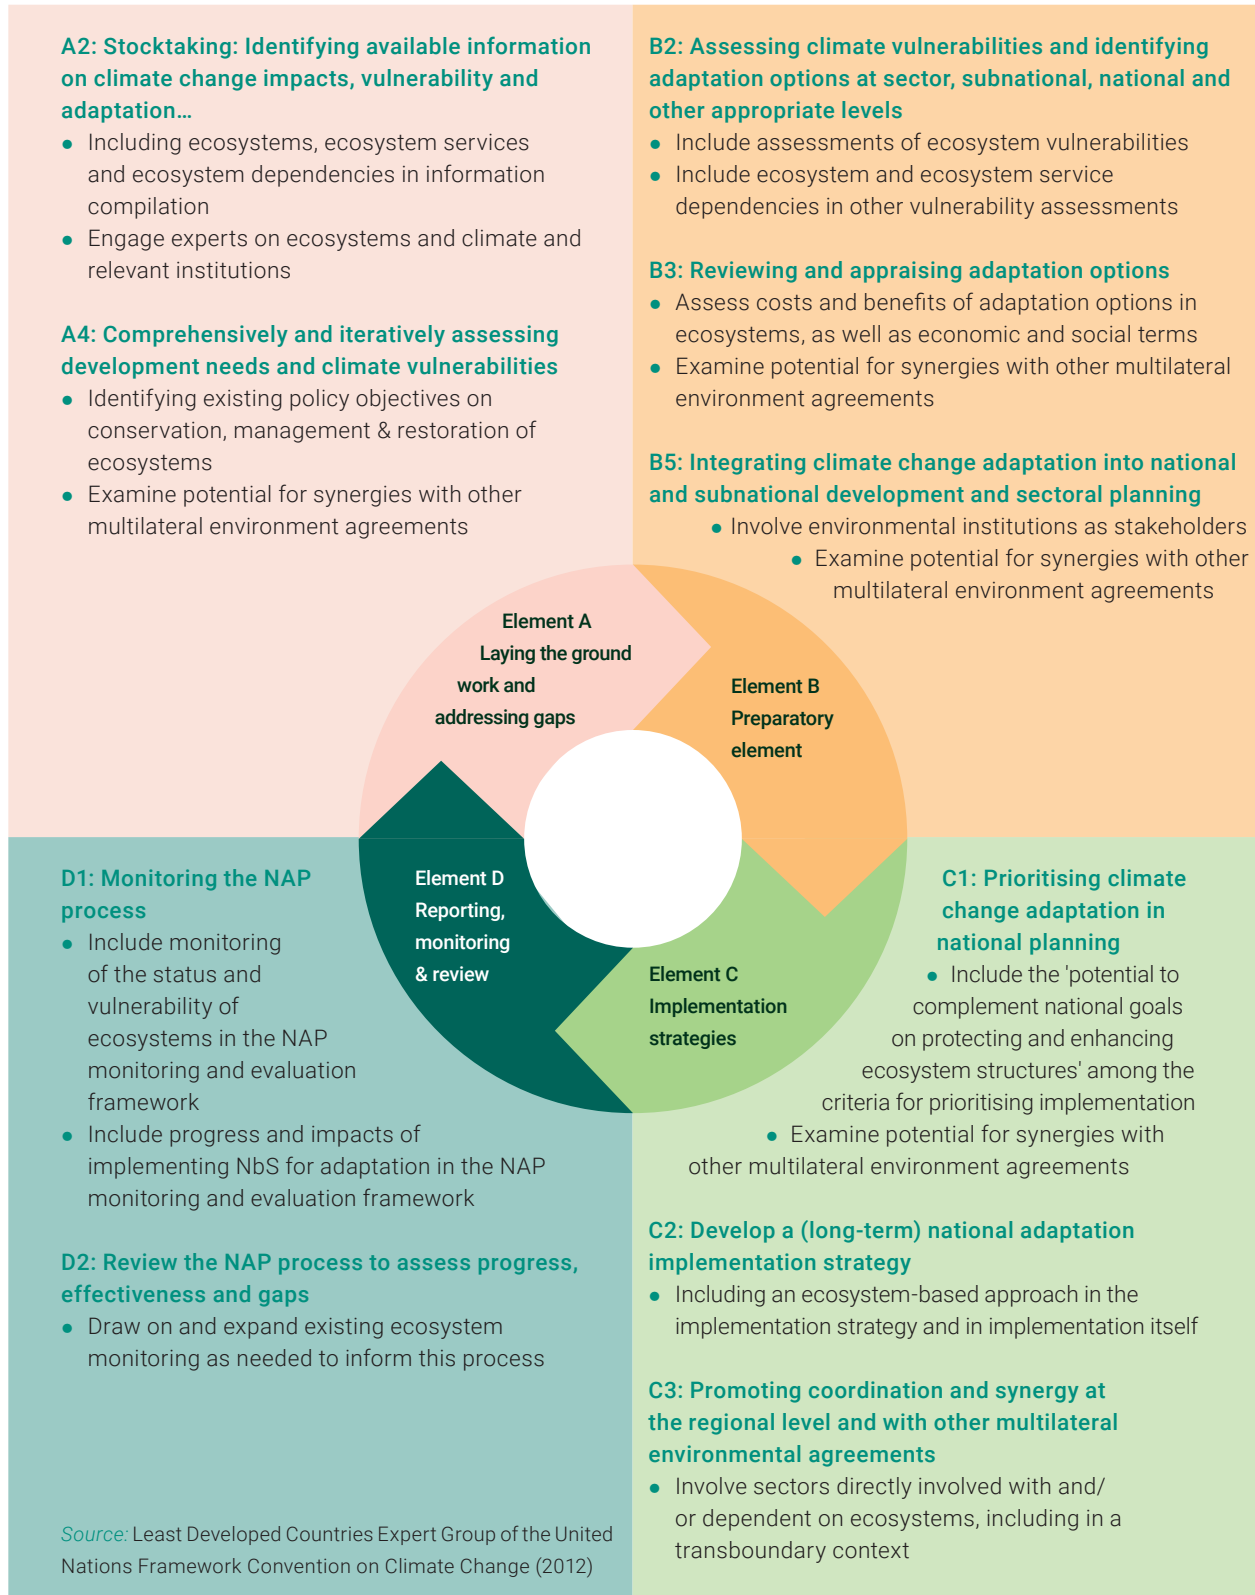 A2: Stocktaking: Identifying available information
on climate change impacts, vulnerability and
adaptation…
● Including ecosystems, ecosystem services
and ecosystem dependencies in information
compilation
● Engage experts on ecosystems and climate and
relevant institutions
A4: Comprehensively and iteratively assessing
development needs and climate vulnerabilities
● Identifying existing policy objectives on
conservation, management & restoration of
ecosystems
● Examine potential for synergies with other
multilateral environment agreements
B2: Assessing climate vulnerabilities and identifying
adaptation options at sector, subnational, national and
other appropriate levels
● Include assessments of ecosystem vulnerabilities
● Include ecosystem and ecosystem service
dependencies in other vulnerability assessments
B3: Reviewing and appraising adaptation options
● Assess costs and benefits of adaptation options in
ecosystems, as well as economic and social terms
● Examine potential for synergies with other multilateral
environment agreements
B5: Integrating climate change adaptation into national
and subnational development and sectoral planning
● Involve environmental institutions as stakeholders
● Examine potential for synergies with other
multilateral environment agreements
Element A
Laying the ground
work and
addressing gaps
Element B
Preparatory
element
Element D
Reporting,
monitoring
& review
Element C
Implementation
strategies
D1: Monitoring the NAP
process
● Include monitoring
of the status and
vulnerability of
ecosystems in the NAP
monitoring and evaluation
framework
● Include progress and impacts of
implementing NbS for adaptation in the NAP
monitoring and evaluation framework
D2: Review the NAP process to assess progress,
effectiveness and gaps
● Draw on and expand existing ecosystem
monitoring as needed to inform this process
Source: Least Developed Countries Expert Group of the United
Nations Framework Convention on Climate Change (2012)
C1: Prioritising climate
change adaptation in
national planning
● Include the 'potential to
complement national goals
on protecting and enhancing
ecosystem structures' among the
criteria for prioritising implementation
● Examine potential for synergies with
other multilateral environment agreements
C2: Develop a (long-term) national adaptation
implementation strategy
● Including an ecosystem-based approach in the
implementation strategy and in implementation itself
C3: Promoting coordination and synergy at
the regional level and with other multilateral
environmental agreements
● Involve sectors directly involved with and/
or dependent on ecosystems, including in a
transboundary context